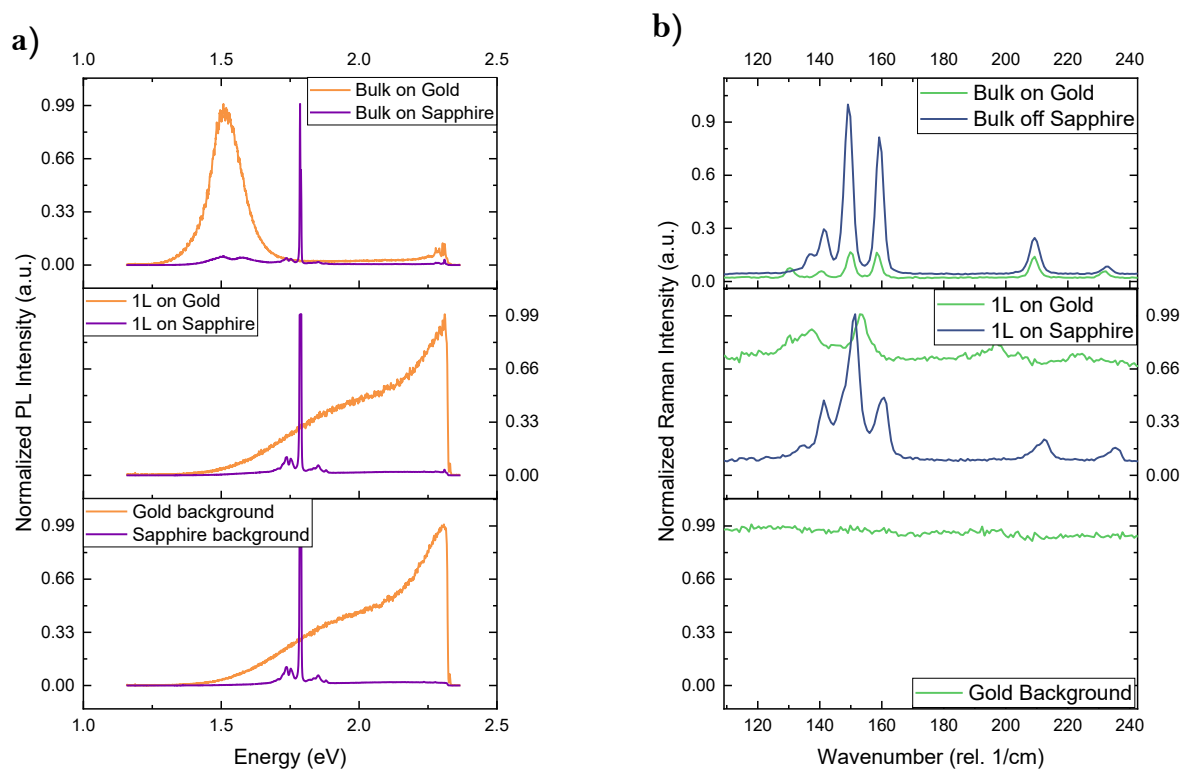 a)
1.0 1.5 2.0 2.5
Bulk on Gold
Bulk on Sapphire
0.99
0.66
0.33
0.00
1L on Gold
1L on Sapphire
0.99
0.66
0.33
0.00
Gold background
Sapphire background
0.99
0.66
0.33
0.00
Normalized PL Intensity (a.u.)
1.0 1.5 2.0 2.5
Energy (eV)
b)
120 140 160 180 200 220 240
Bulk on Gold
Bulk off Sapphire
0.9
0.6
0.3
0.0
1L on Gold
1L on Sapphire
0.99
0.66
0.33
0.00
0.99
0.66
0.33
0.00
Gold Background
Normalized Raman Intensity (a.u.)
120 140 160 180 200 220 240
Wavenumber (rel. 1/cm)